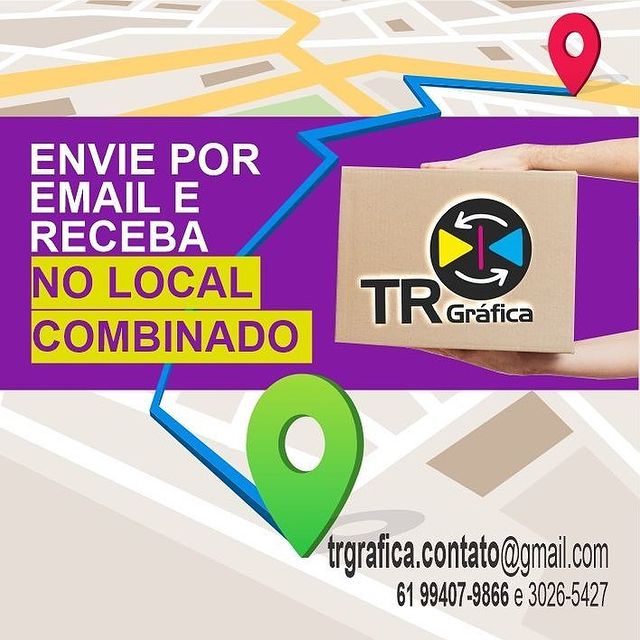 ENVIE POR
EMAIL E
RECEBA
NO LOCAL
COMBINADO
TR Gráfica
trgrafica.contato@gmail.com
61 99407-9866 e 3026-5427